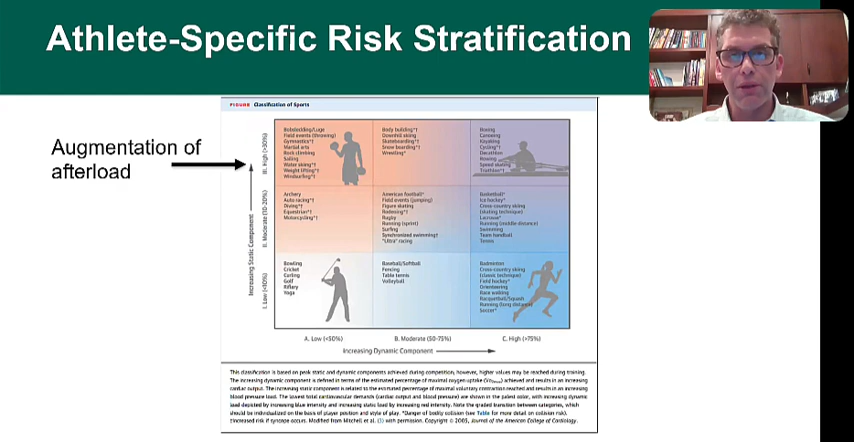 Athlete-Specific Risk Stratification
FIGURE Classification of Sports
Augmentation of
afterload
Increasing Static Component
III. High (>30%)
Bobsledding/Luge
Field events (throwing)
Gymnastics*†
Martial arts
Rock climbing
Sailing
Water skiing*†
Weight lifting*†
Windsurfing*†
Body building*†
Downhill skiing
Skateboarding*†
Snow boarding*†
Wrestling*
Boxing
Canoeing
Kayaking
Cycling*†
Decathlon
Rowing
Speed skating
Triathlon*†
II. Moderate (10-20%)
Archery
Auto racing*†
Diving*†
Equestrian*†
Motorcycling*†
American football*
Field events (jumping)
Figure skating
Rodeoing*†
Rugby
Running (sprint)
Surfing
Synchronized swimming†
"Ultra" racing
Basketball*
Ice hockey*
Cross-country skiing
(skating technique)
Lacrosse*
Running (middle-distance)
Swimming
Team handball
Tennis
I. Low (<10%)
Bowling
Cricket
Curling
Golf
Riflery
Yoga
Baseball/Softball
Fencing
Table tennis
Volleyball
Badminton
Cross-country skiing
(classic technique)
Field hockey*
Orienteering
Race walking
Racquetball/Squash
Running (long distance)
Soccer*
A. Low (<50%)
B. Moderate (50-75%)
C. High (>75%)
Increasing Dynamic Component
This classification is based on peak static and dynamic components achieved during competition, however, higher values may be reached during training.
The increasing dynamic component is defined in terms of the estimated percentage of maximal oxygen uptake achieved and results in an increasing
cardiac output. The increasing static component is related to the estimated percentage of maximal voluntary contraction reached and results in an increasing
blood pressure load. The lowest total cardiovascular demands (cardiac output and blood pressure) are shown in the palest color, with increasing dynamic
load depicted by increasing blue intensity and increasing static load by increasing red intensity. Note the graded transition between categories, which
should be individualized on the basis of player position and style of play. *Danger of bodily collision (see Table for more detail on collision risk).
†Increased risk if syncope occurs. Modified from Mitchell et al. (3) with permission. Copyright © 2005, Journal of the American College of Cardiology.